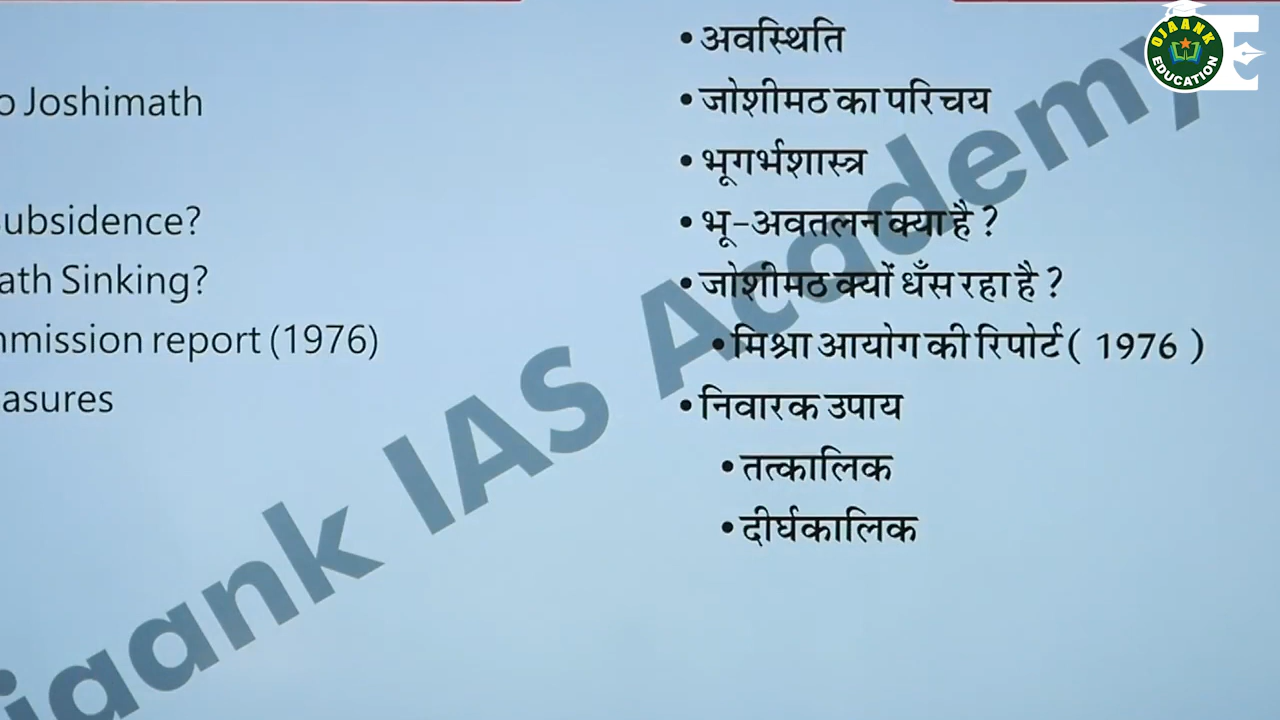 • अवस्थिति
o Joshimath
• जोशीमठ का परिचय
• भूगर्भशास्त्र
ubsidence?
• भू-अवतलन क्या है ?
ath Sinking?
• जोशीमठ क्यों धँस रहा है ?
mmission report (1976)
• मिश्रा आयोग की रिपोर्ट ( 1976 )
asures
• निवारक उपाय
• तत्कालिक
• दीर्घकालिक
jaank IAS Academy
OJAANK
EDUCATION
E